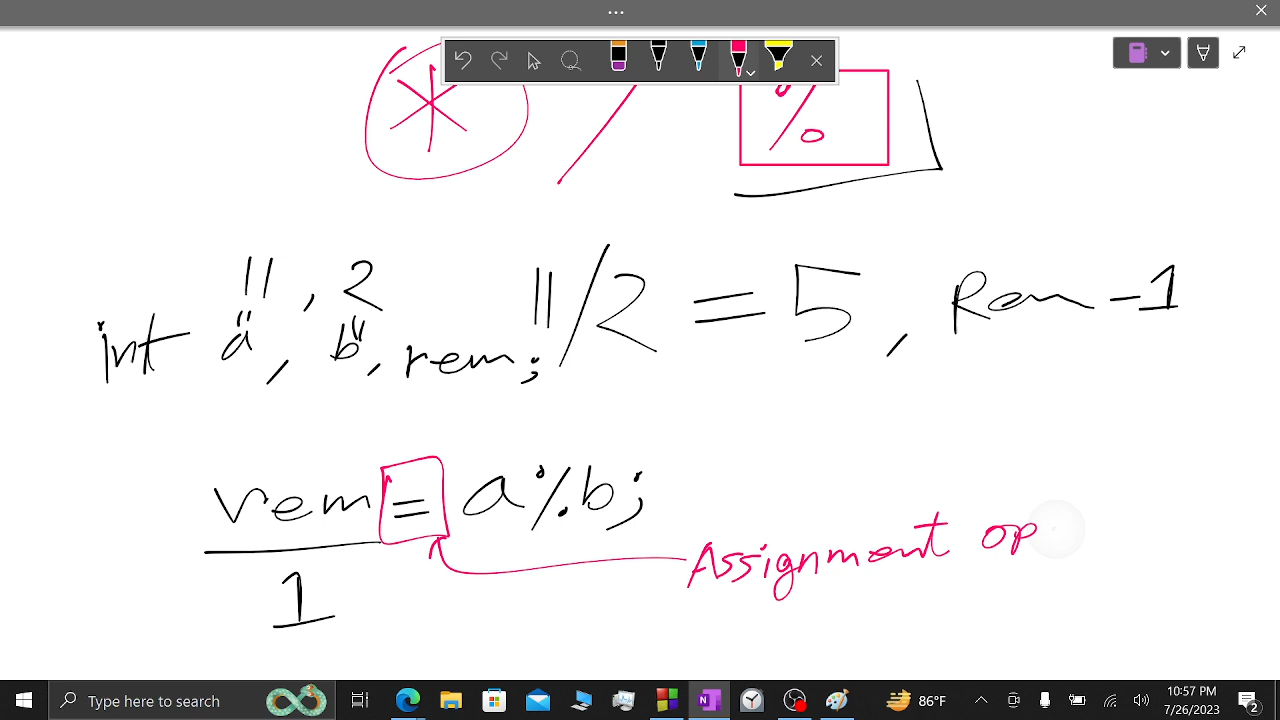 * / %
11 , 2 11/2 = 5 , Rem - 1
int a, b, rem;
rem = a%b;
Assignment op
1
Type here to search
86°F
10:57 PM
7/26/2023
2